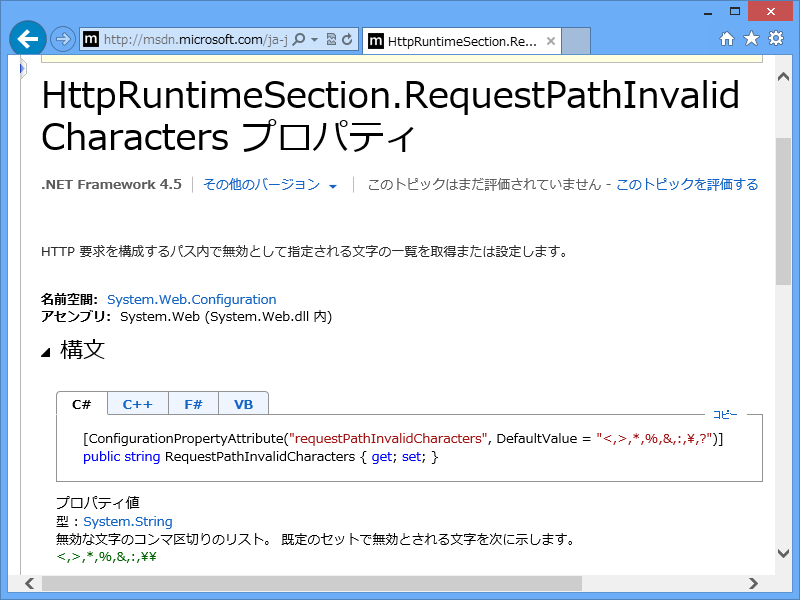 m http://msdn.microsoft.com/ja-j
m HttpRuntimeSection.Re...
HttpRuntimeSection.RequestPathInvalid
Characters プロパティ
.NET Framework 4.5 その他のバージョン このトピックはまだ評価されていません - このトピックを評価する
HTTP 要求を構成するパス内で無効として指定される文字の一覧を取得または設定します。
名前空間: System.Web.Configuration
アセンブリ: System.Web (System.Web.dll 内)
構文
C# C++ F# VB
コピー
[ConfigurationPropertyAttribute("requestPathInvalidCharacters", DefaultValue = "<,>,*,%,&,:,¥,?")]
public string RequestPathInvalidCharacters { get; set; }
プロパティ値
型 : System.String
無効な文字のコンマ区切りのリスト。 既定のセットで無効とされる文字を次に示します。
<,>,*,%,&,:,¥¥